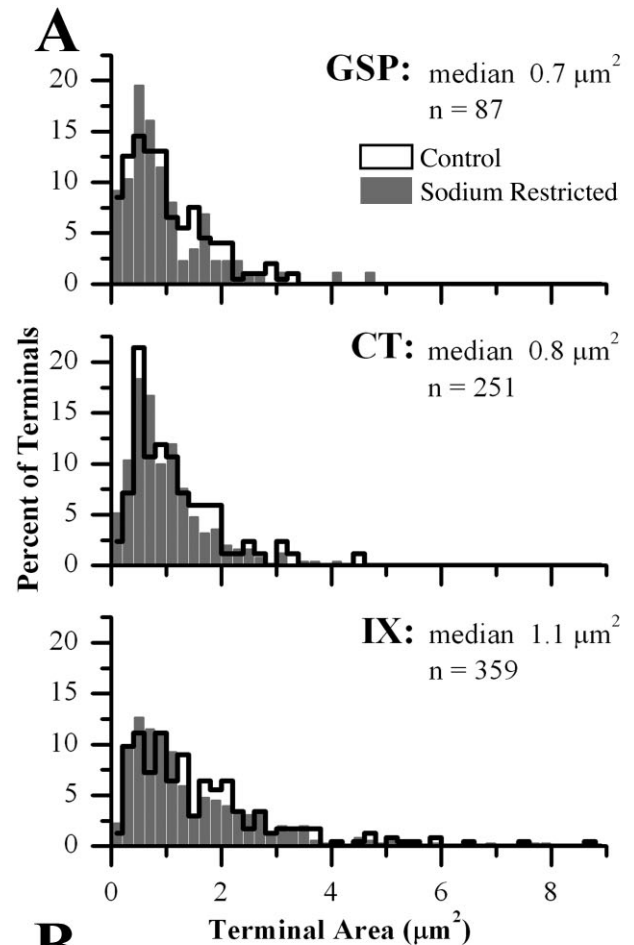 A
GSP: median 0.7 μm²
n = 87
Control
Sodium Restricted
20
15
10
5
0
CT: median 0.8 μm²
n = 251
20
15
10
5
0
Percent of Terminals
IX: median 1.1 μm²
n = 359
20
15
10
5
0
0 2 4 6 8
Terminal Area (μm²)